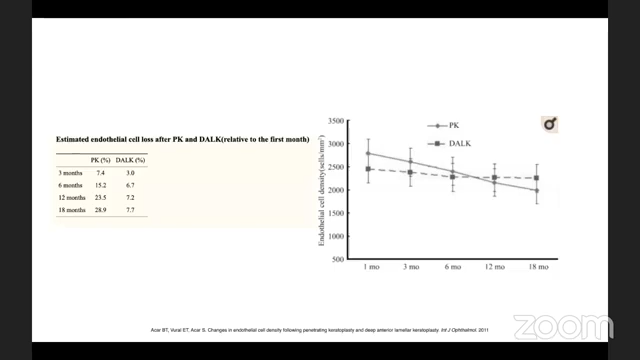 Estimated endothelial cell loss after PK and DALK(relative to the first month)
PK (%) DALK (%)
3 months 7.4 3.0
6 months 15.2 6.7
12 months 23.5 7.2
18 months 28.9 7.7
3500
3000
2500
2000
1500
1000
500
Endothelial cell density(sells/mm²)
PK
DALK
1 mo 3 mo 6 mo 12 mo 18 mo
Acar BT, Vural ET, Acar S. Changes in endothelial cell density following penetrating keratoplasty and deep anterior lamellar keratoplasty. Int J Ophthalmol. 2011
zoom